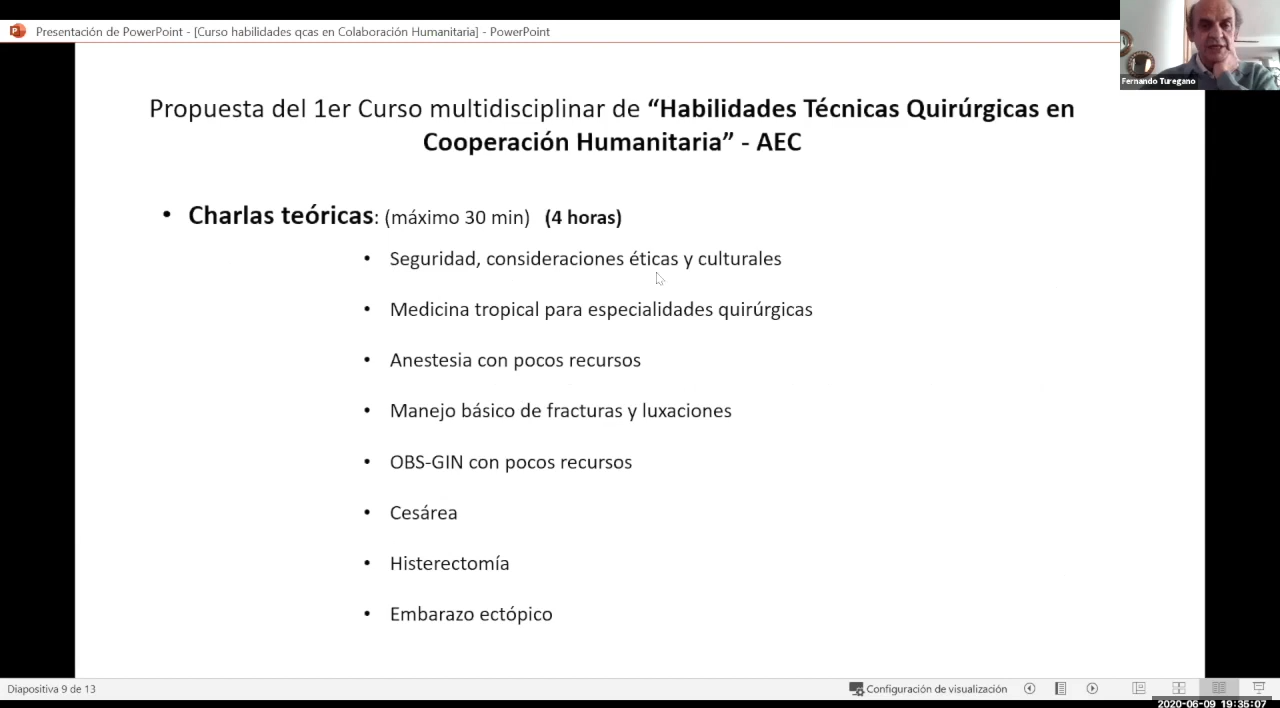 Presentación de PowerPoint - [Curso habilidades qcas en Colaboración Humanitaria] - PowerPoint
Fernando Turegano
Propuesta del 1er Curso multidisciplinar de “Habilidades Técnicas Quirúrgicas en
Cooperación Humanitaria” - AEC
• Charlas teóricas: (máximo 30 min) (4 horas)
• Seguridad, consideraciones éticas y culturales
• Medicina tropical para especialidades quirúrgicas
• Anestesia con pocos recursos
• Manejo básico de fracturas y luxaciones
• OBS-GIN con pocos recursos
• Cesárea
• Histerectomía
• Embarazo ectópico
Diapositiva 9 de 13
Configuración de visualización
2020-06-09 19:35:07